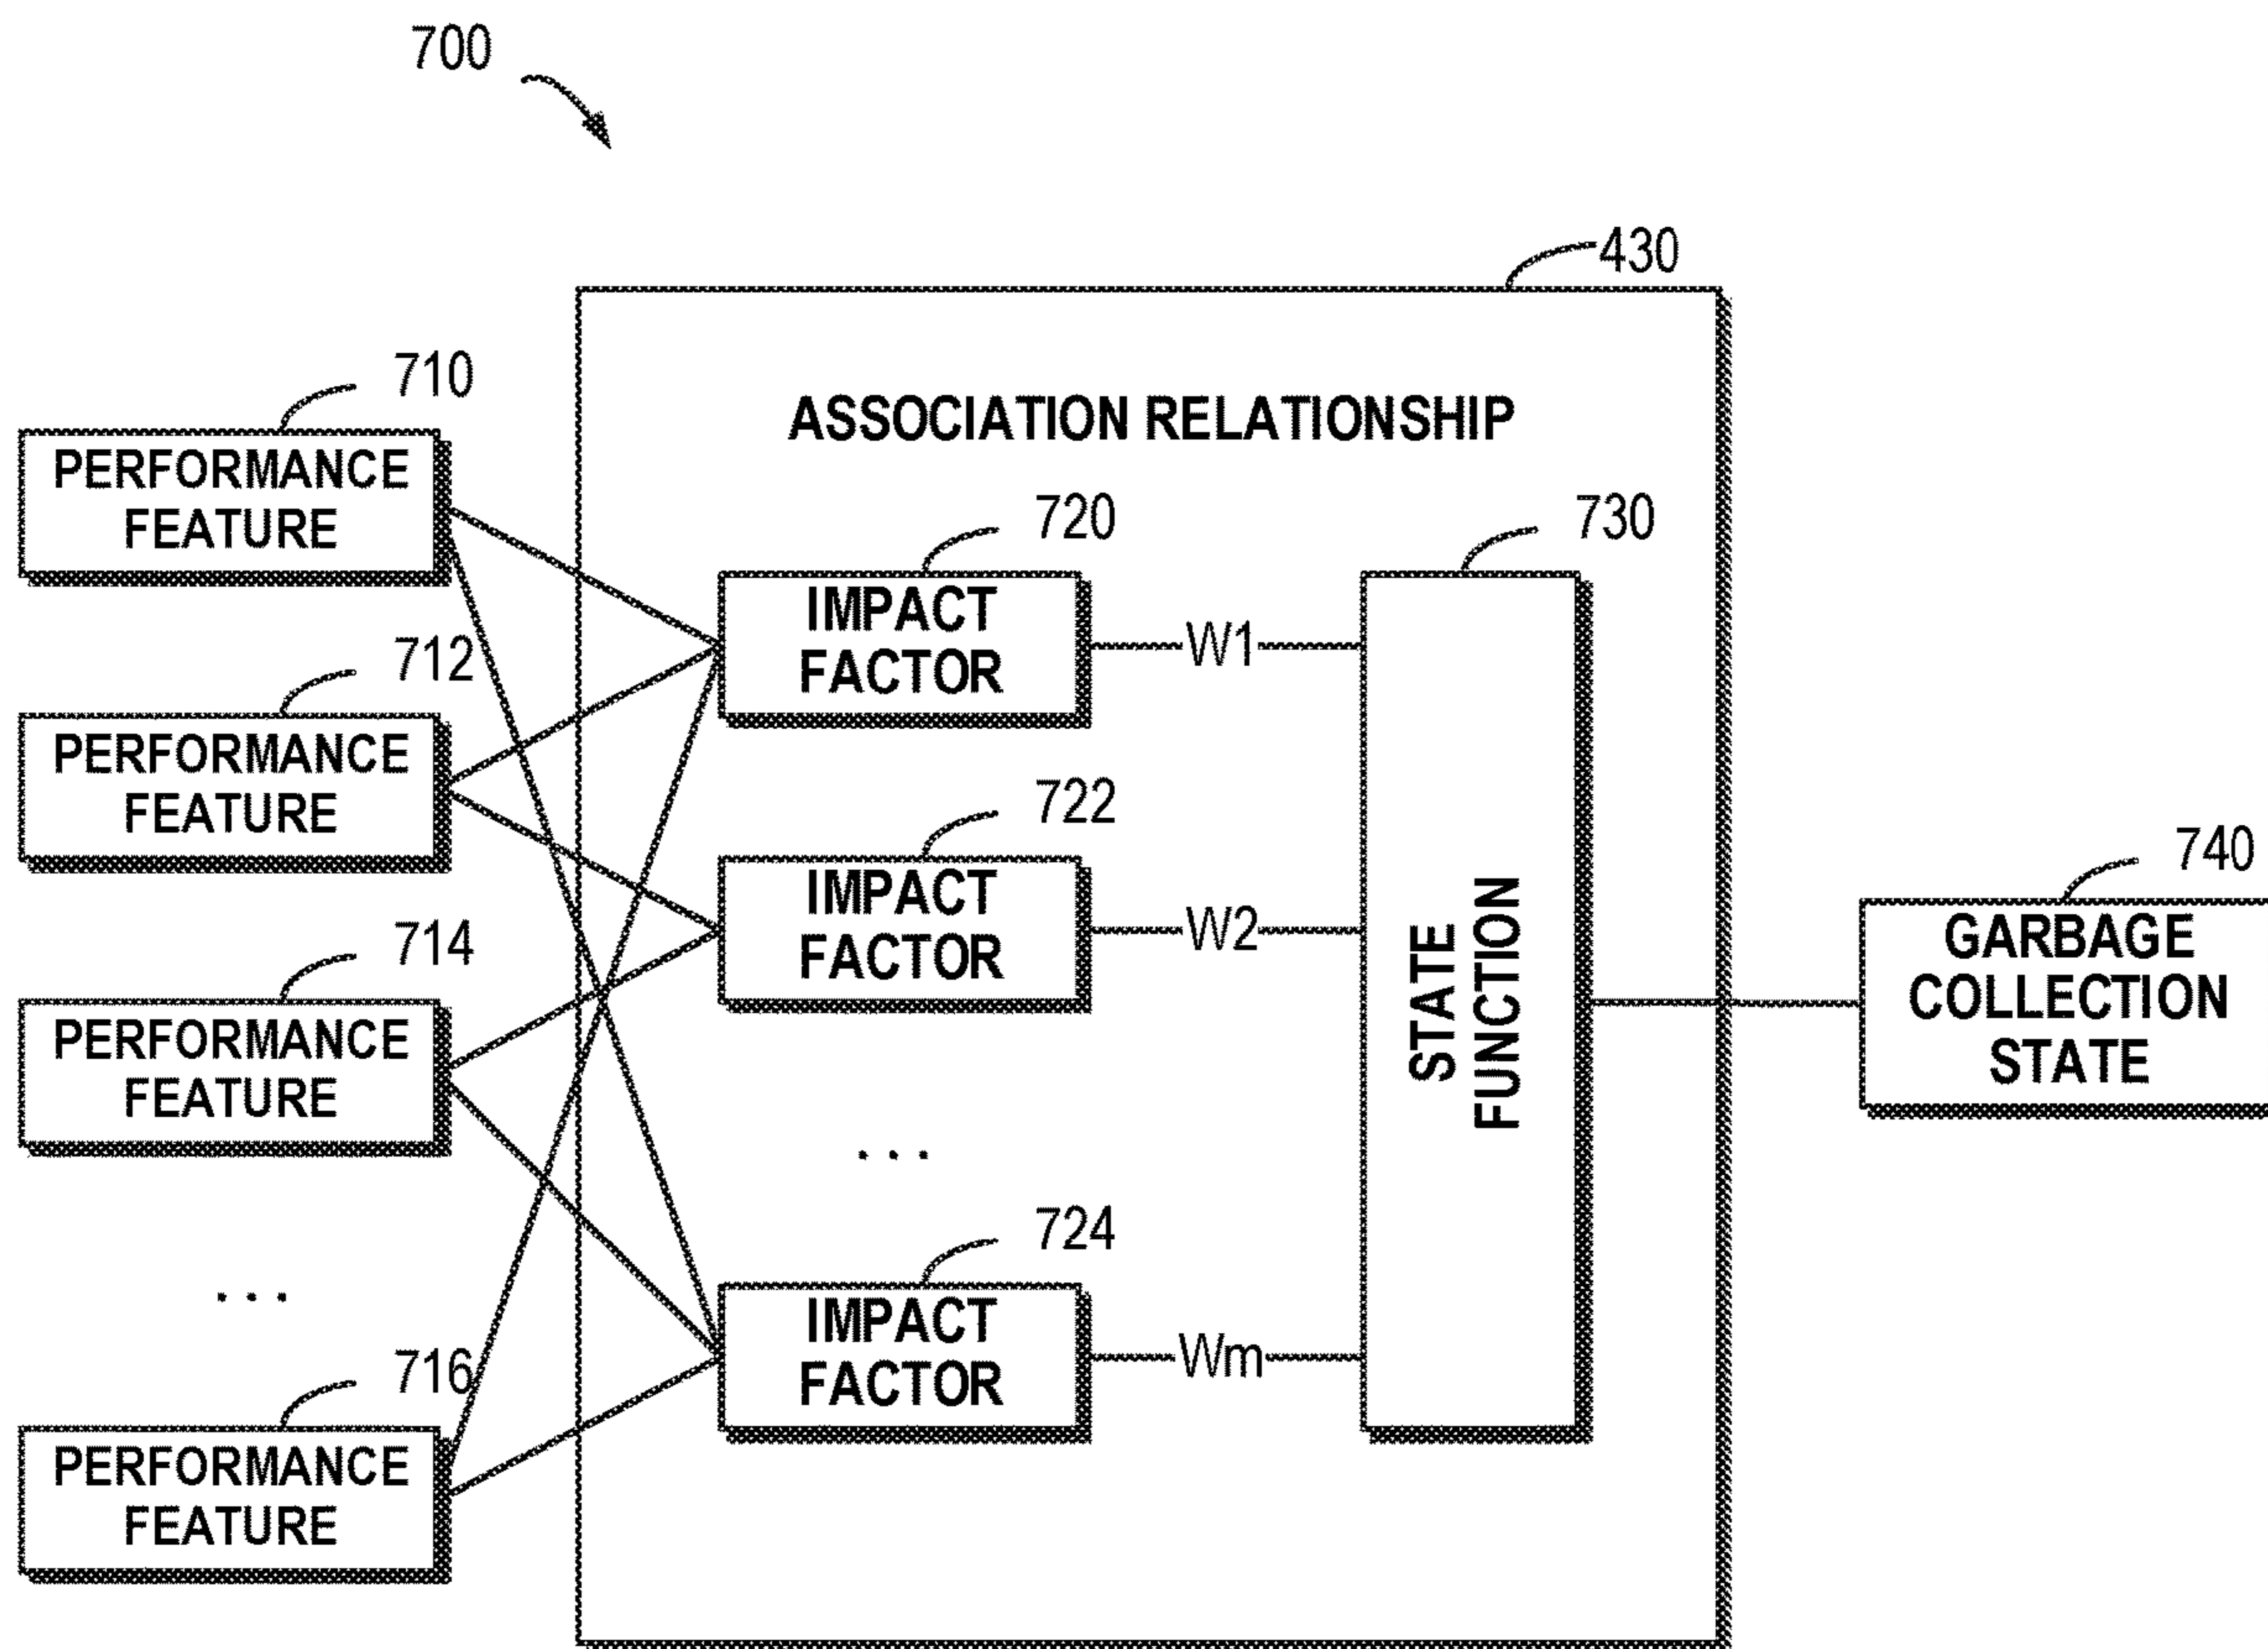 700
430
ASSOCIATION RELATIONSHIP
710
PERFORMANCE
FEATURE
712
PERFORMANCE
FEATURE
714
PERFORMANCE
FEATURE
...
716
PERFORMANCE
FEATURE
720
IMPACT
FACTOR
W1
722
IMPACT
FACTOR
W2
...
724
IMPACT
FACTOR
Wm
730
STATE
FUNCTION
740
GARBAGE
COLLECTION
STATE